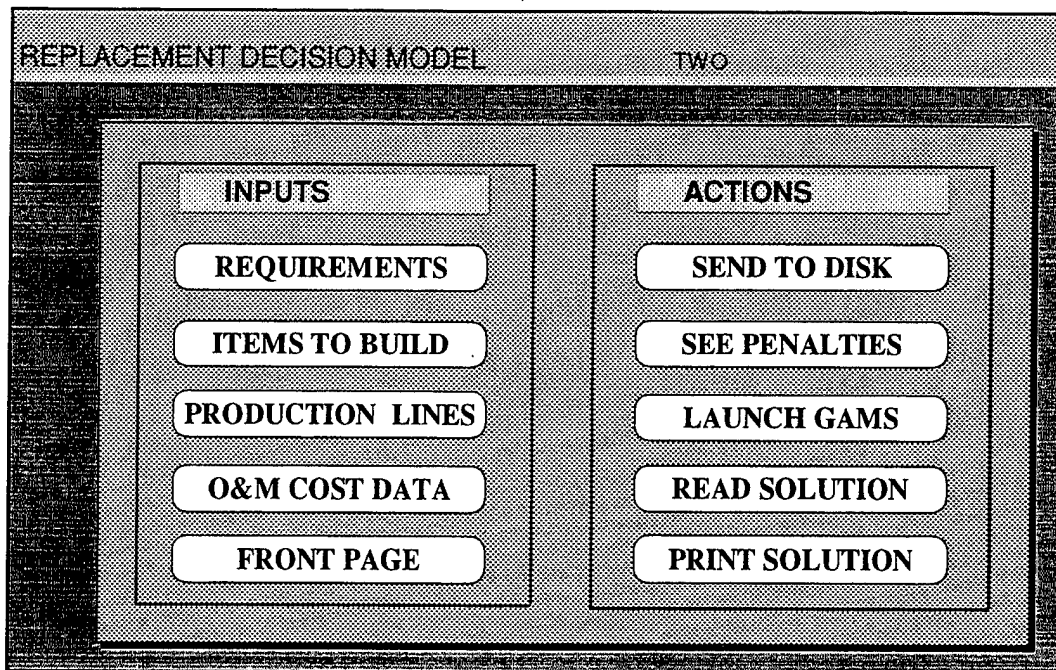 REPLACEMENT DECISION MODEL TWO
INPUTS
REQUIREMENTS
ITEMS TO BUILD
PRODUCTION LINES
O&M COST DATA
FRONT PAGE
ACTIONS
SEND TO DISK
SEE PENALTIES
LAUNCH GAMS
READ SOLUTION
PRINT SOLUTION